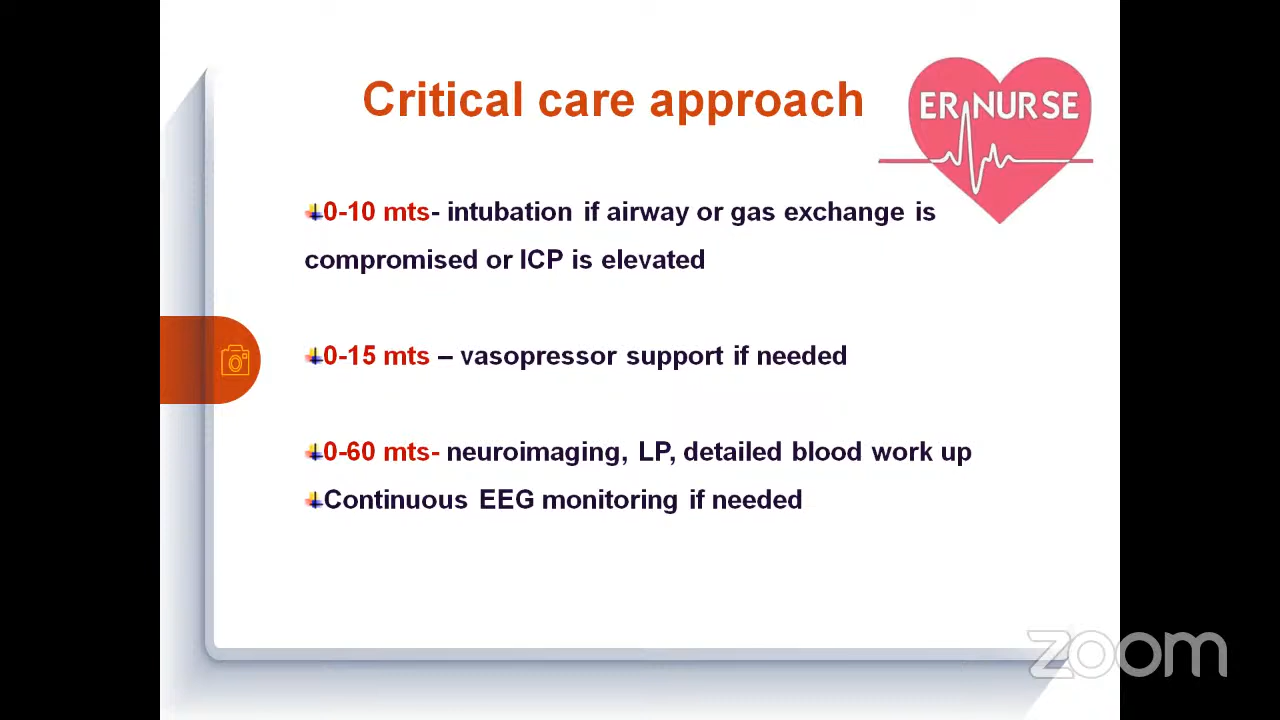 Critical care approach
ER NURSE
0-10 mts- intubation if airway or gas exchange is
compromised or ICP is elevated
0-15 mts – vasopressor support if needed
0-60 mts- neuroimaging, LP, detailed blood work up
Continuous EEG monitoring if needed
zoom